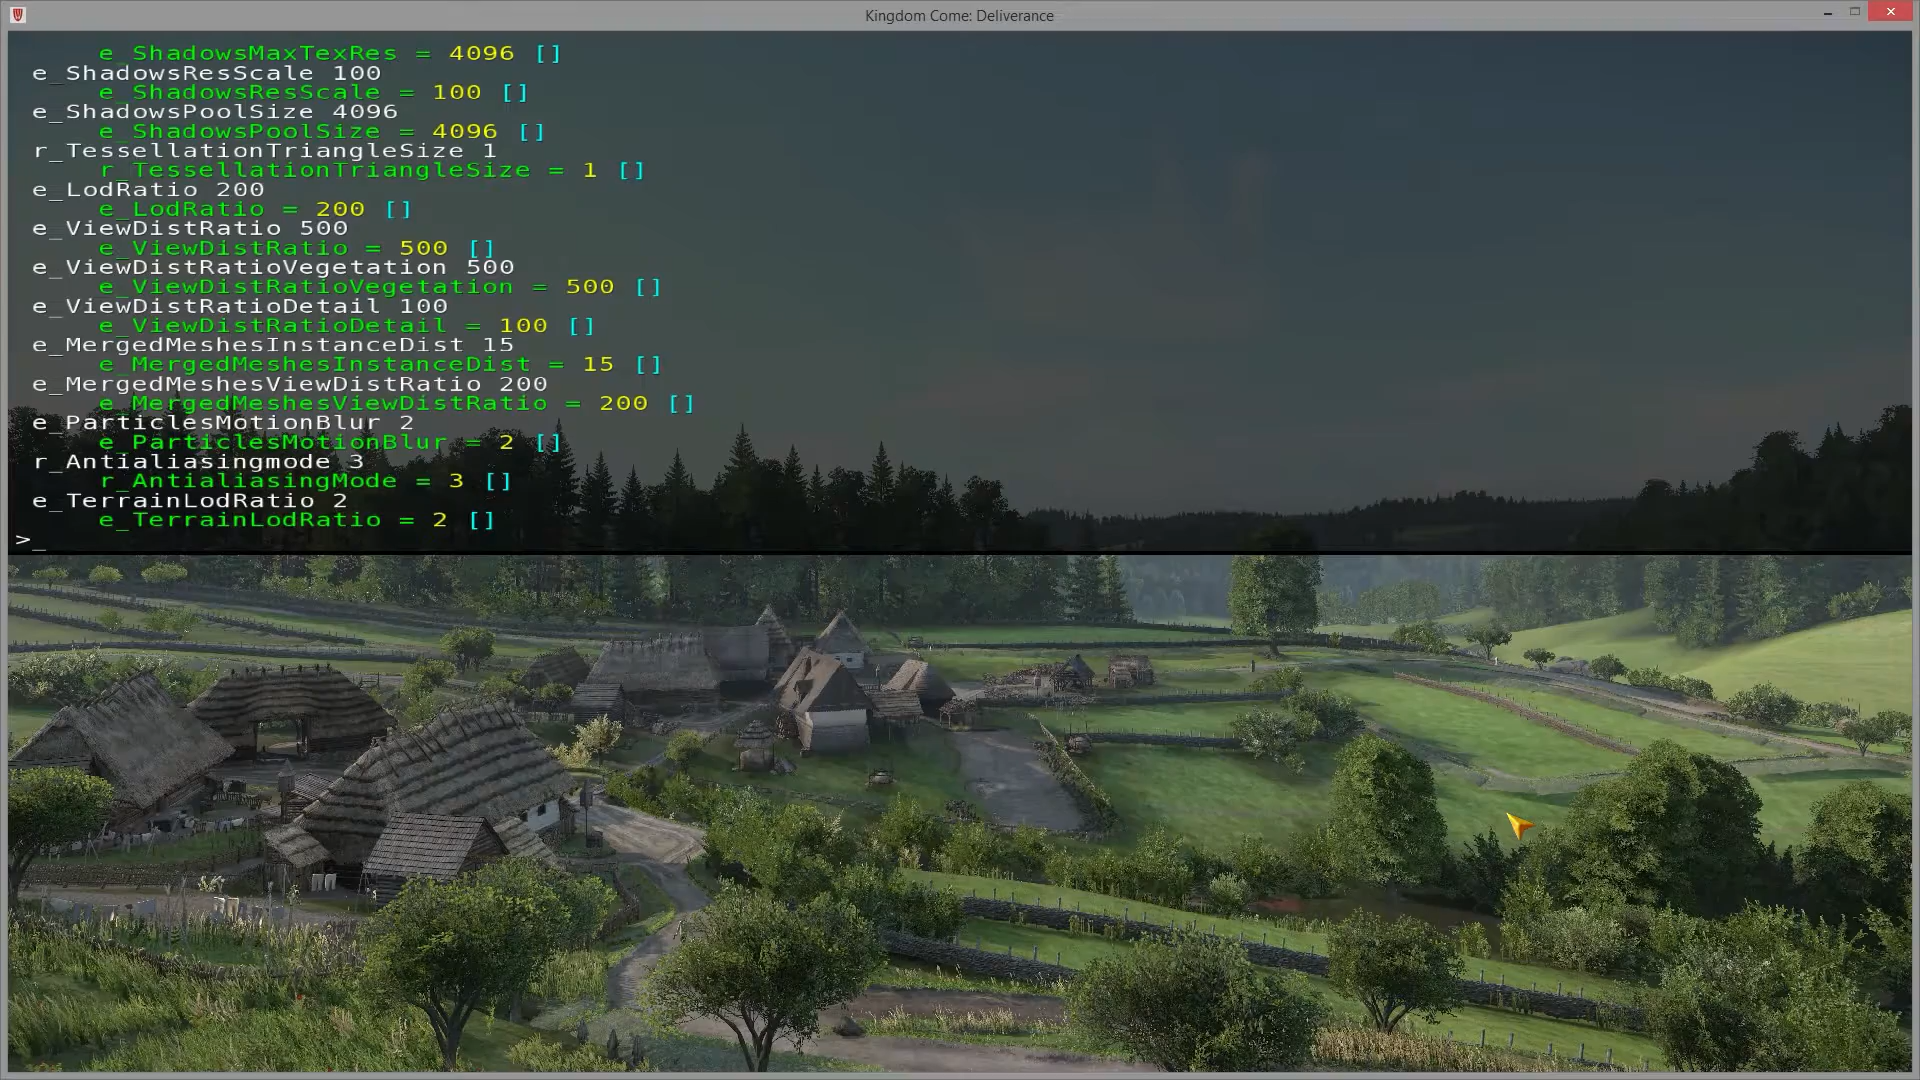 Kingdom Come: Deliverance
e_ShadowsMaxTexRes = 4096 []
e_ShadowsResScale 100
e_ShadowsResScale = 100 []
e_ShadowsPoolSize 4096
e_ShadowsPoolSize = 4096 []
r_TessellationTriangleSize 1
r_TessellationTriangleSize = 1 []
e_LodRatio 200
e_LodRatio = 200 []
e_ViewDistRatio 500
e_ViewDistRatio = 500 []
e_ViewDistRatioVegetation 500
e_ViewDistRatioVegetation = 500 []
e_ViewDistRatioDetail 100
e_ViewDistRatioDetail = 100 []
e_MergedMeshesInstanceDist 15
e_MergedMeshesInstanceDist = 15 []
e_MergedMeshesViewDistRatio 200
e_MergedMeshesViewDistRatio = 200 []
e_ParticlesMotionBlur 2
e_ParticlesMotionBlur = 2 []
r_Antialiasingmode 3
r_AntialiasingMode = 3 []
e_TerrainLodRatio 2
e_TerrainLodRatio = 2 []
>_